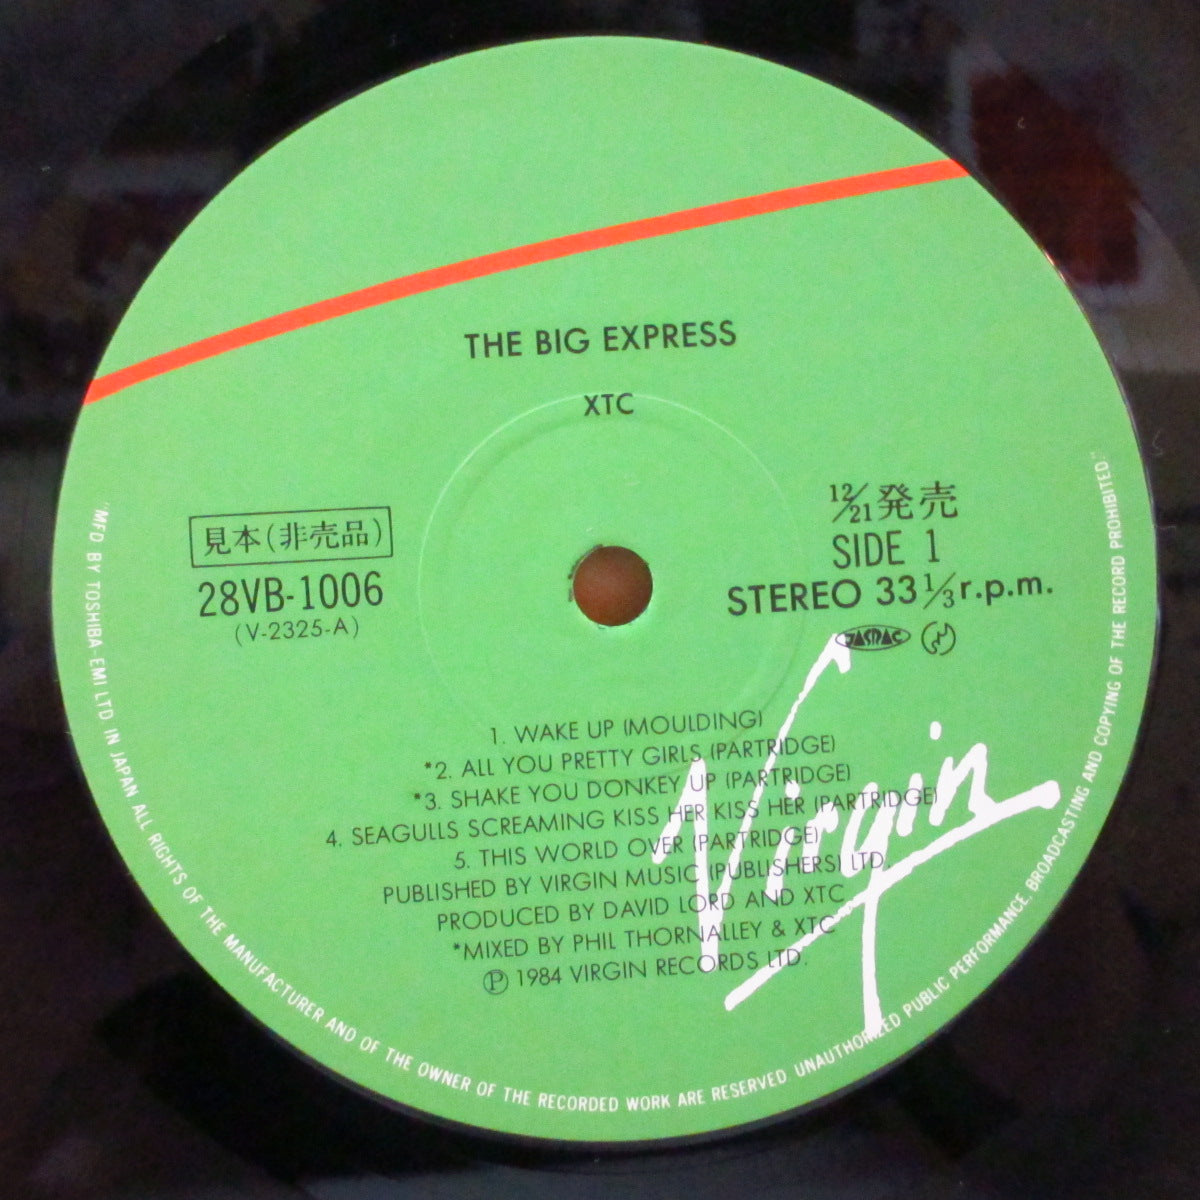 THE BIG EXPRESS
XTC
見本(非売品)
28VB-1006
(V-2325-A)
12/21発売
SIDE 1
STEREO 33 1/3 r.p.m.
JASRAC
1. WAKE UP (MOULDING)
*2. ALL YOU PRETTY GIRLS (PARTRIDGE)
*3. SHAKE YOU DONKEY UP (PARTRIDGE)
4. SEAGULLS SCREAMING KISS HER KISS HER (PARTRIDGE)
5. THIS WORLD OVER (PARTRIDGE)
PUBLISHED BY VIRGIN MUSIC (PUBLISHERS) LTD.
PRODUCED BY DAVID LORD AND XTC
*MIXED BY PHIL THORNALLEY & XTC
Ⓟ 1984 VIRGIN RECORDS LTD.
Virgin
"MFD. BY TOSHIBA-EMI LTD IN JAPAN ALL RIGHTS OF THE MANUFACTURER AND OF THE OWNER OF THE RECORDED WORK ARE RESERVED UNAUTHORIZED PUBLIC PERFORMANCE, BROADCASTING AND COPYING OF THE RECORD PROHIBITED."